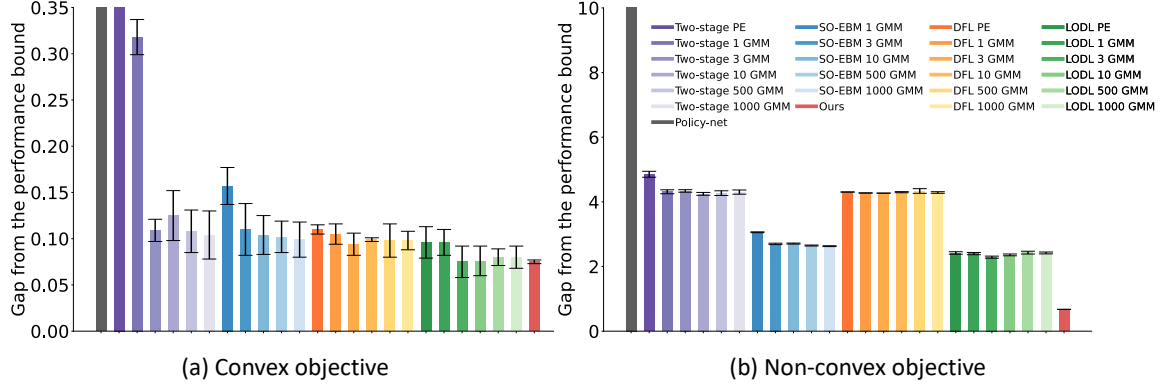 Gap from the performance bound
0.35
0.30
0.25
0.20
0.15
0.10
0.05
0.00
(a) Convex objective
Gap from the performance bound
10
8
6
4
2
0
Two-stage PE
Two-stage 1 GMM
Two-stage 3 GMM
Two-stage 10 GMM
Two-stage 500 GMM
Two-stage 1000 GMM
Policy-net
SO-EBM 1 GMM
SO-EBM 3 GMM
SO-EBM 10 GMM
SO-EBM 500 GMM
SO-EBM 1000 GMM
Ours
DFL PE
DFL 1 GMM
DFL 3 GMM
DFL 10 GMM
DFL 500 GMM
DFL 1000 GMM
LODL PE
LODL 1 GMM
LODL 3 GMM
LODL 10 GMM
LODL 500 GMM
LODL 1000 GMM
(b) Non-convex objective